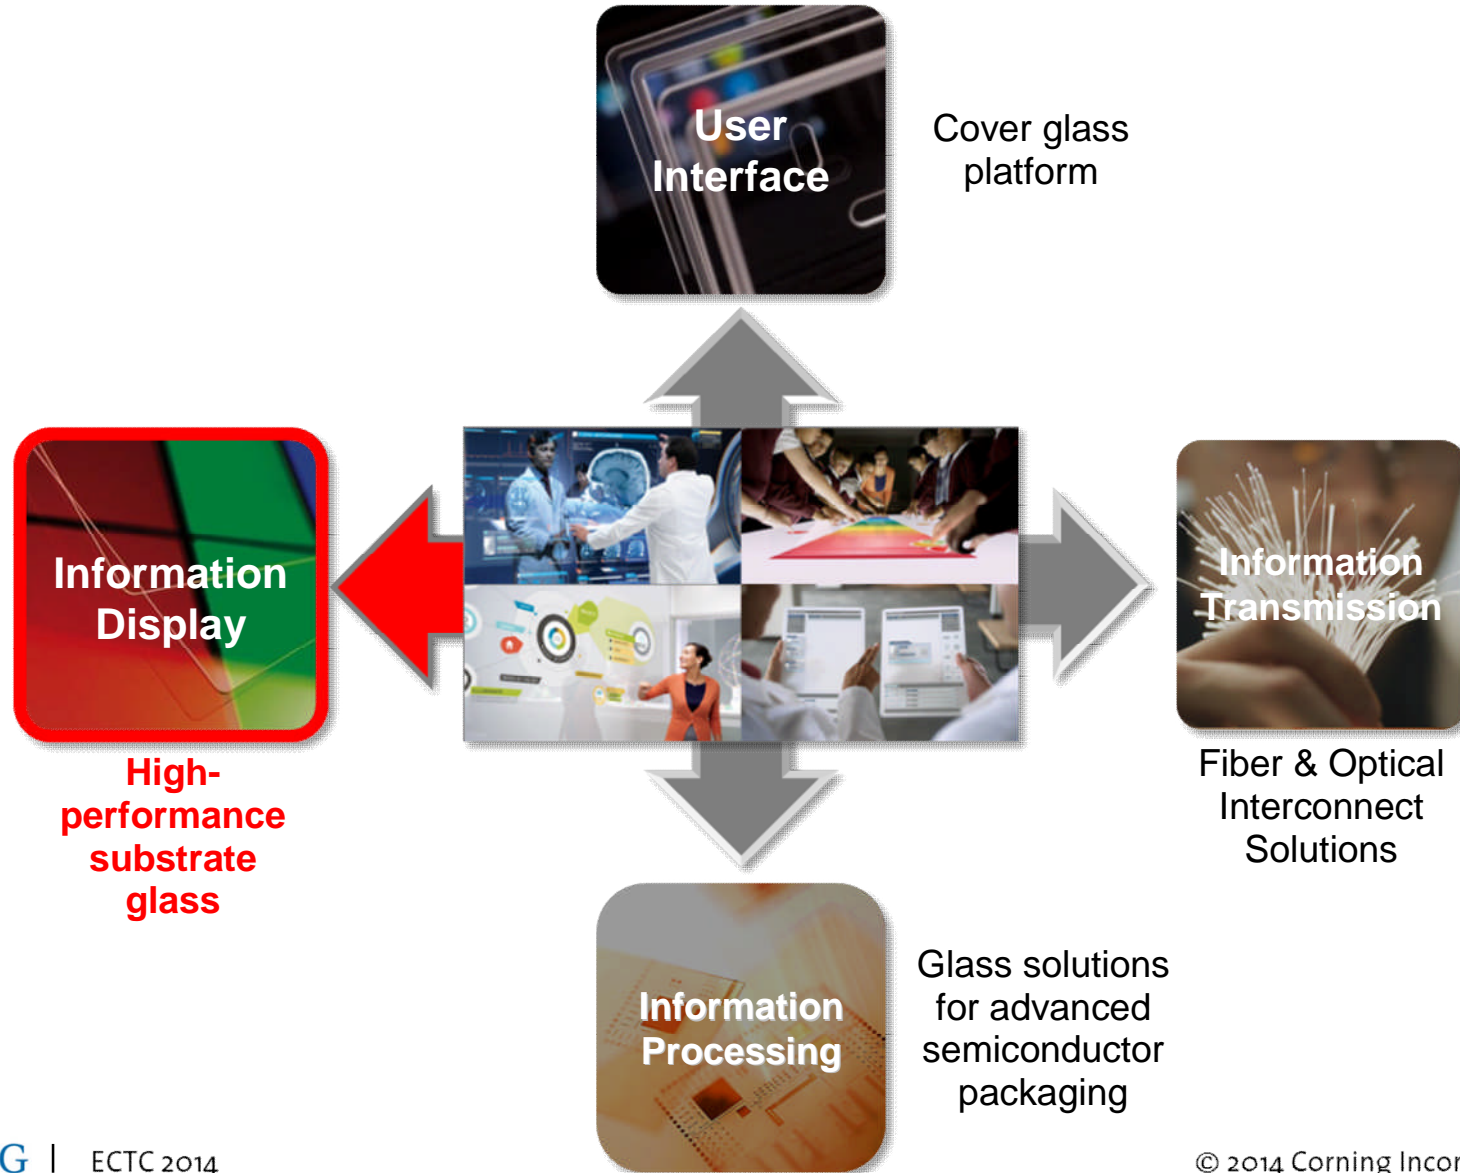 User
Interface
Cover glass
platform
Information
Display
High-
performance
substrate
glass
Information
Transmission
Fiber & Optical
Interconnect
Solutions
Information
Processing
Glass solutions
for advanced
semiconductor
packaging
G | ECTC 2014
© 2014 Corning Incor